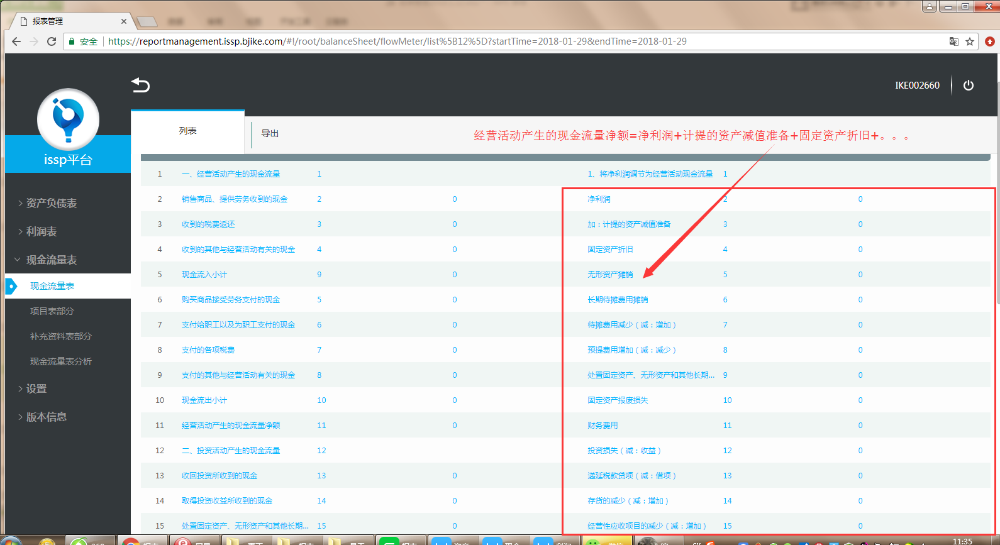 报表管理
安全 https://reportmanagement.issp.bjike.com/#!/root/balanceSheet/flowMeter/list%5B12%5D?startTime=2018-01-29&endTime=2018-01-29
IKE002660
issp平台
列表 导出
经营活动产生的现金流量净额=净利润+计提的资产减值准备+固定资产折旧+。。。
资产负债表
利润表
现金流量表
现金流量表
项目表部分
补充资料表部分
现金流量表分析
设置
版本信息
1 一、经营活动产生的现金流量 1 1、将净利润调节为经营活动现金流量 1
2 销售商品、提供劳务收到的现金 2 0 净利润 2 0
3 收到的税费返还 3 0 加：计提的资产减值准备 3 0
4 收到的其他与经营活动有关的现金 4 0 固定资产折旧 4 0
5 现金流入小计 9 0 无形资产摊销 5 0
6 购买商品接受劳务支付的现金 5 0 长期待摊费用摊销 6 0
7 支付给职工以及为职工支付的现金 6 0 待摊费用减少（减：增加） 7 0
8 支付的各项税费 7 0 预提费用增加（减：减少） 8 0
9 支付的其他与经营活动有关的现金 8 0 处置固定资产、无形资产和其他长期... 9 0
10 现金流出小计 10 0 固定资产报废损失 10 0
11 经营活动产生的现金流量净额 11 0 财务费用 11 0
12 二、投资活动产生的现金流量 12 投资损失（减：收益） 12 0
13 收回投资所收到的现金 13 0 递延税款贷项（减：借项） 13 0
14 取得投资收益所收到的现金 14 0 存货的减少（减：增加） 14 0
15 处置固定资产、无形资产和其他长期... 15 0 经营性应收项目的减少（减：增加） 15 0
11:35